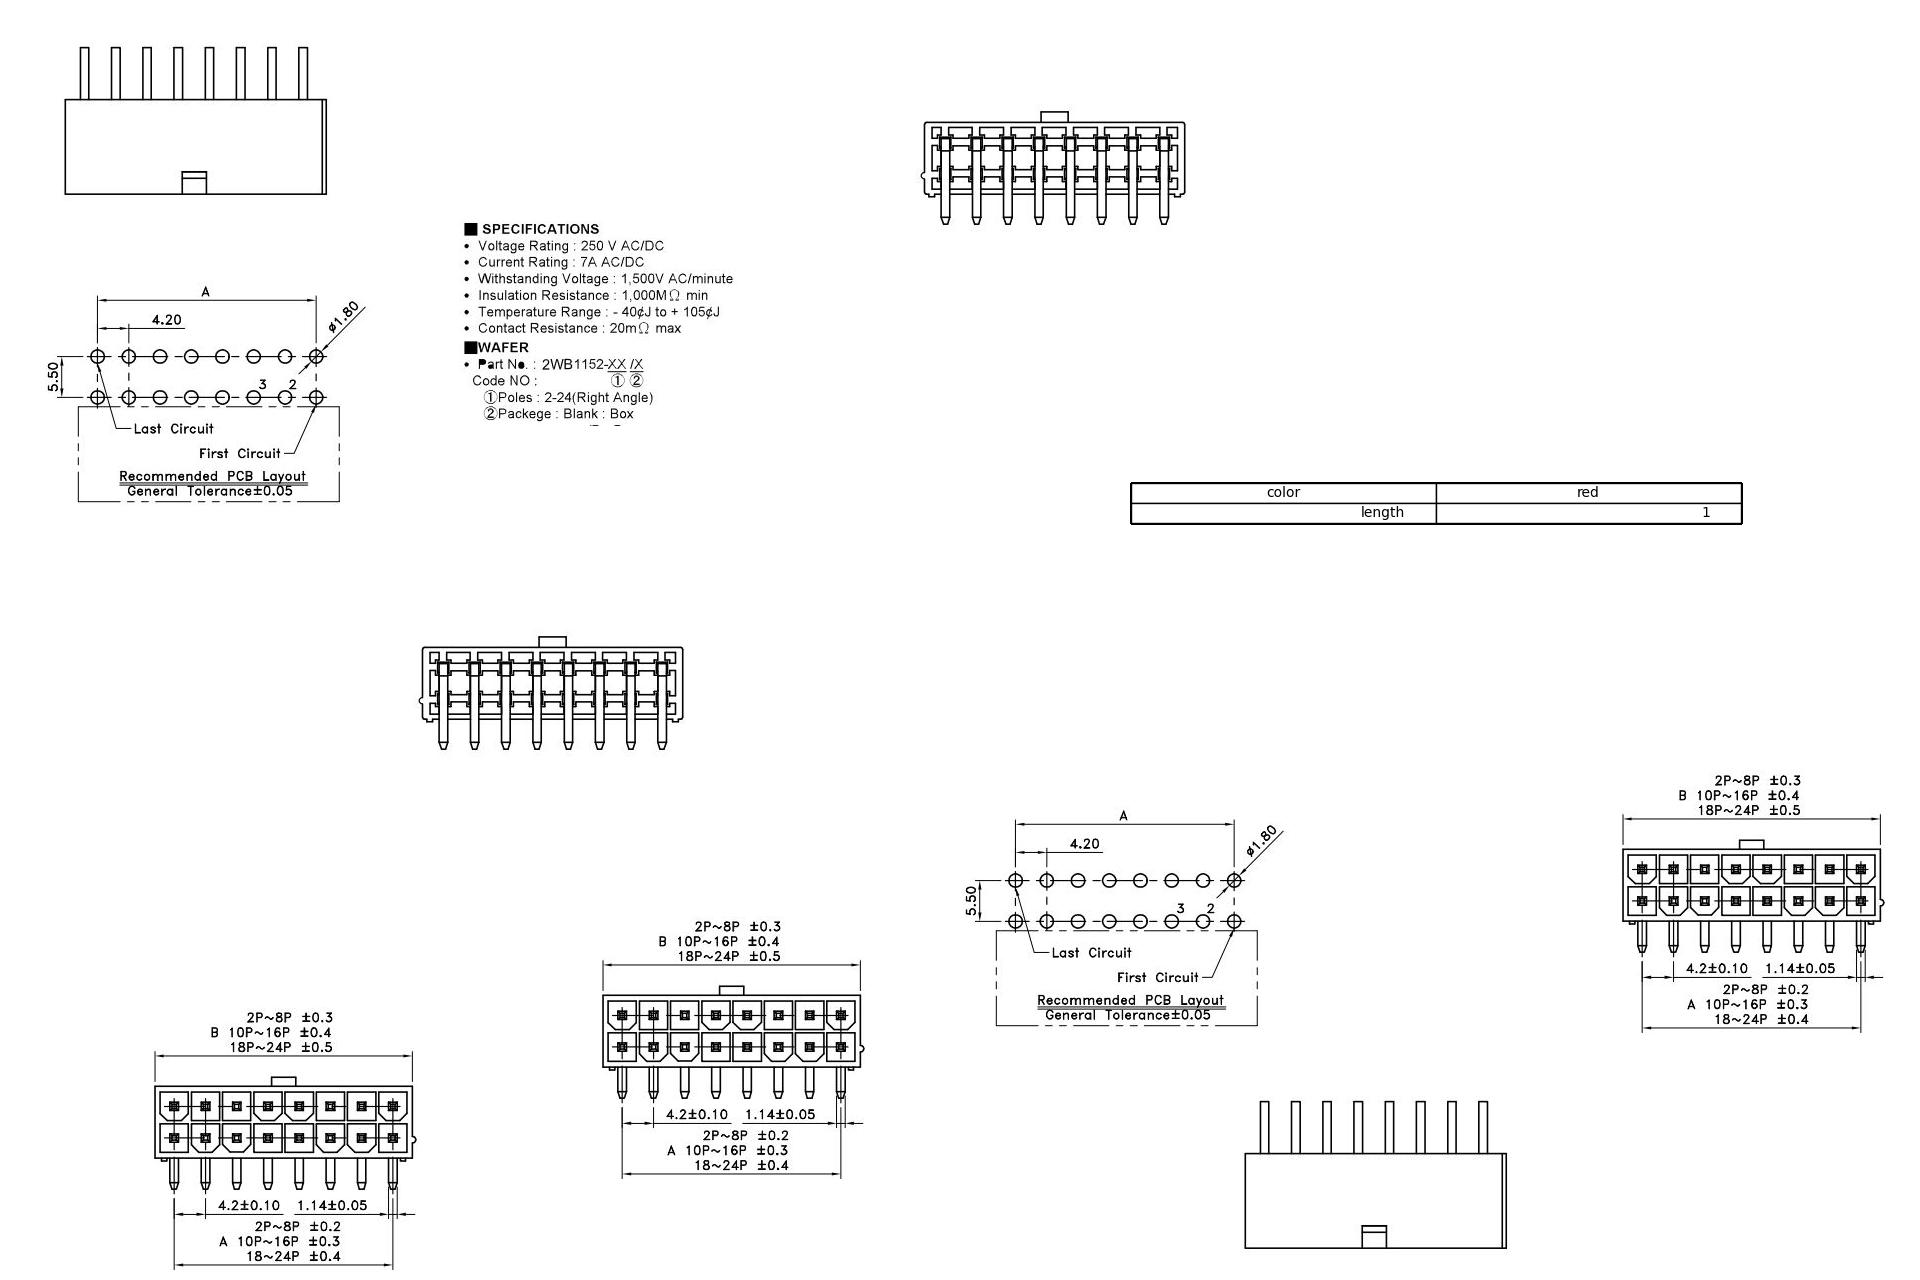 ■ SPECIFICATIONS
• Voltage Rating : 250 V AC/DC
• Current Rating : 7A AC/DC
• Withstanding Voltage : 1,500V AC/minute
• Insulation Resistance : 1,000MΩ min
• Temperature Range : - 40¢J to + 105¢J
• Contact Resistance : 20mΩ max
■WAFER
• Part No. : 2WB1152-XX /X
Code NO : ① ②
①Poles : 2-24(Right Angle)
②Packege : Blank : Box
A
4.20
ø1.80
5.50
3 2
Last Circuit
First Circuit
Recommended PCB Layout
General Tolerance±0.05
color red
length 1
2P~8P ±0.3
B 10P~16P ±0.4
18P~24P ±0.5
4.2±0.10 1.14±0.05
2P~8P ±0.2
A 10P~16P ±0.3
18~24P ±0.4
A
4.20
ø1.80
5.50
3 2
Last Circuit
First Circuit
Recommended PCB Layout
General Tolerance±0.05
2P~8P ±0.3
B 10P~16P ±0.4
18P~24P ±0.5
4.2±0.10 1.14±0.05
2P~8P ±0.2
A 10P~16P ±0.3
18~24P ±0.4
2P~8P ±0.3
B 10P~16P ±0.4
18P~24P ±0.5
4.2±0.10 1.14±0.05
2P~8P ±0.2
A 10P~16P ±0.3
18~24P ±0.4